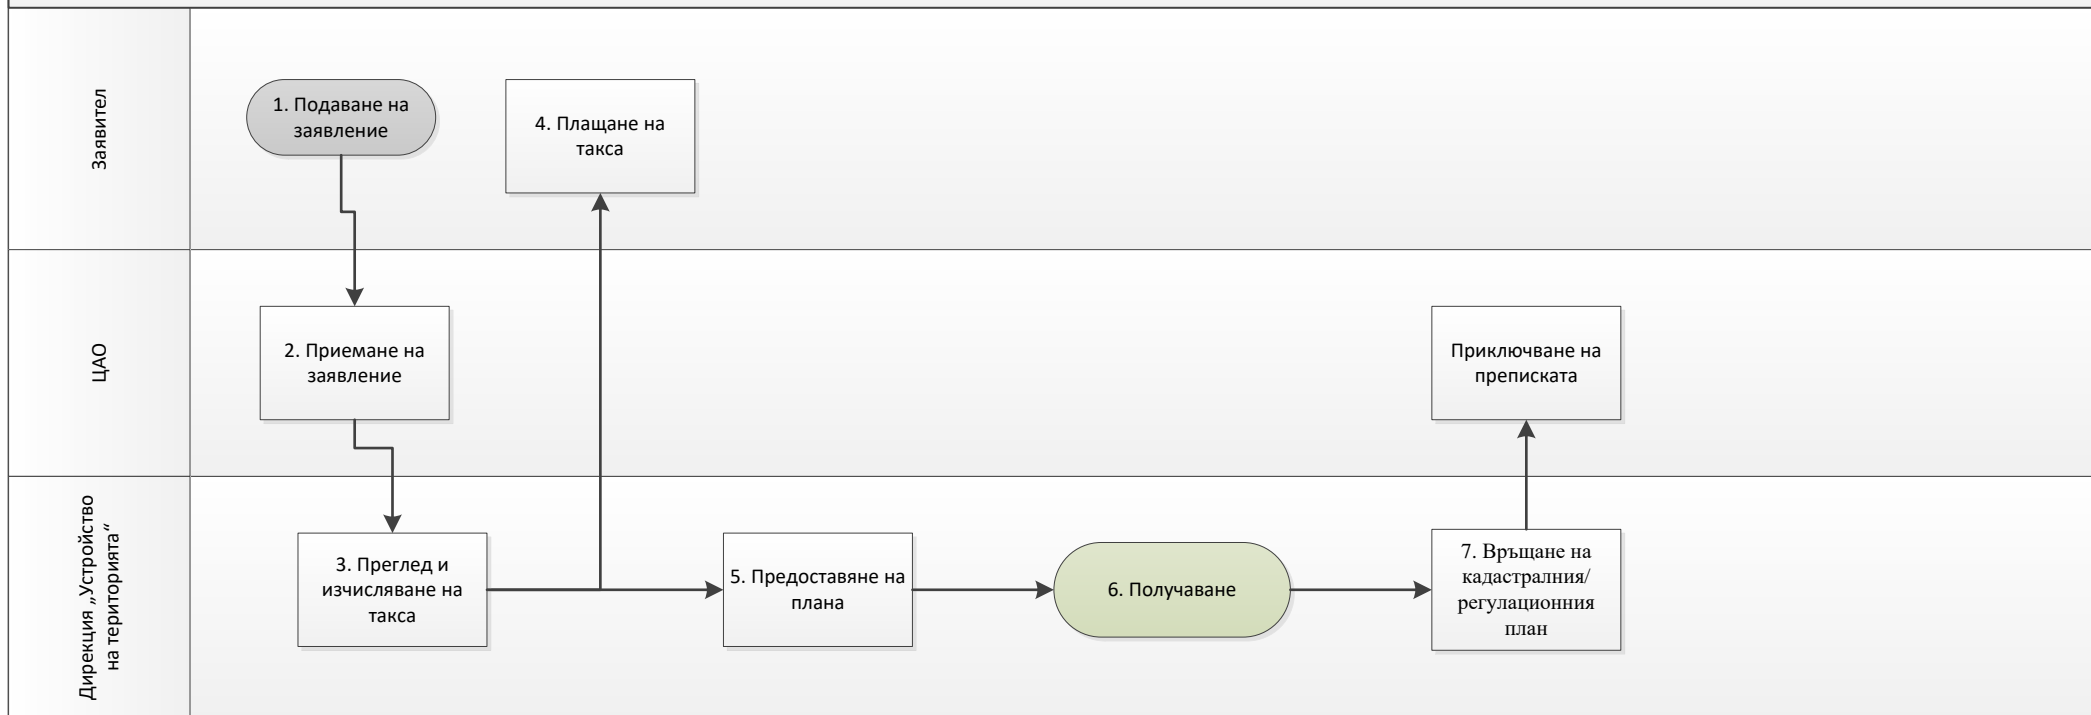 Заявител
1. Подаване на
заявление
4. Плащане на
такса
ЦАО
2. Приемане на
заявление
Приключване на
преписката
Дирекция „Устройство
на територията“
3. Преглед и
изчисляване на
такса
5. Предоставяне на
плана
6. Получаване
7. Връщане на
кадастралния/
регулационния
план